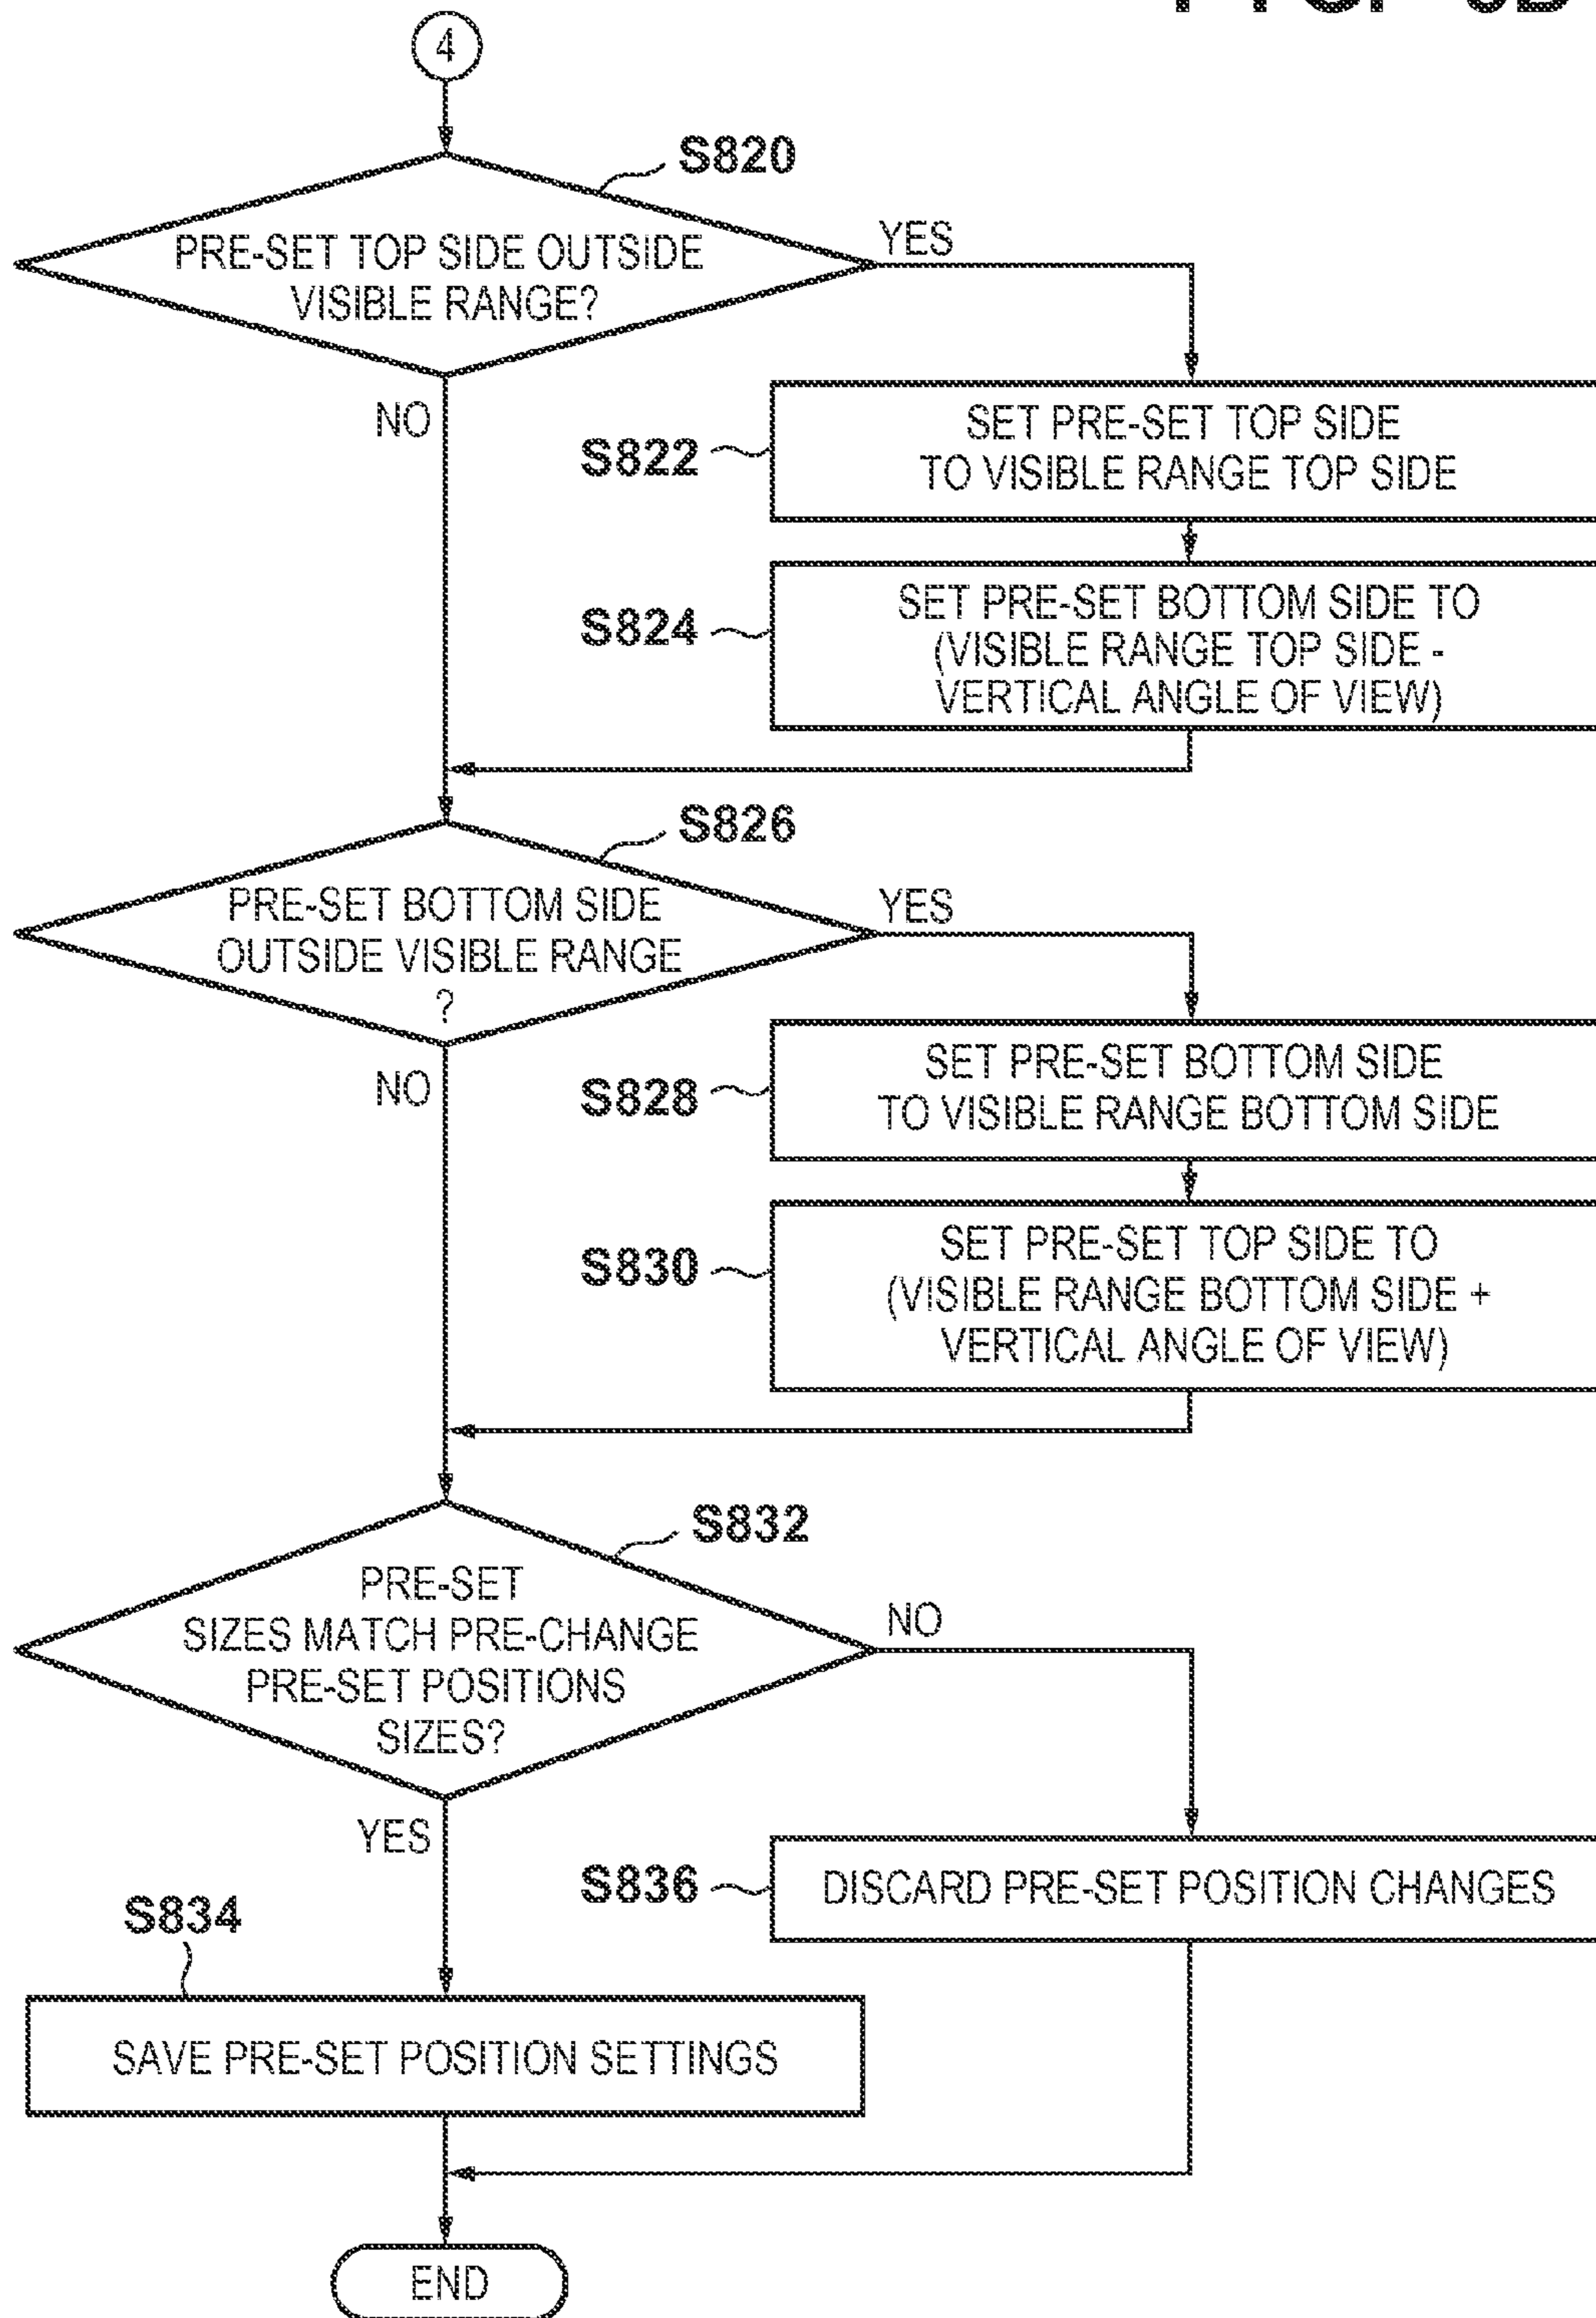 4
S820
PRE-SET TOP SIDE OUTSIDE
VISIBLE RANGE?
YES
NO
S822
SET PRE-SET TOP SIDE
TO VISIBLE RANGE TOP SIDE
S824
SET PRE-SET BOTTOM SIDE TO
(VISIBLE RANGE TOP SIDE -
VERTICAL ANGLE OF VIEW)
S826
PRE-SET BOTTOM SIDE
OUTSIDE VISIBLE RANGE
?
YES
NO
S828
SET PRE-SET BOTTOM SIDE
TO VISIBLE RANGE BOTTOM SIDE
S830
SET PRE-SET TOP SIDE TO
(VISIBLE RANGE BOTTOM SIDE +
VERTICAL ANGLE OF VIEW)
S832
PRE-SET
SIZES MATCH PRE-CHANGE
PRE-SET POSITIONS
SIZES?
NO
YES
S836
DISCARD PRE-SET POSITION CHANGES
S834
SAVE PRE-SET POSITION SETTINGS
END